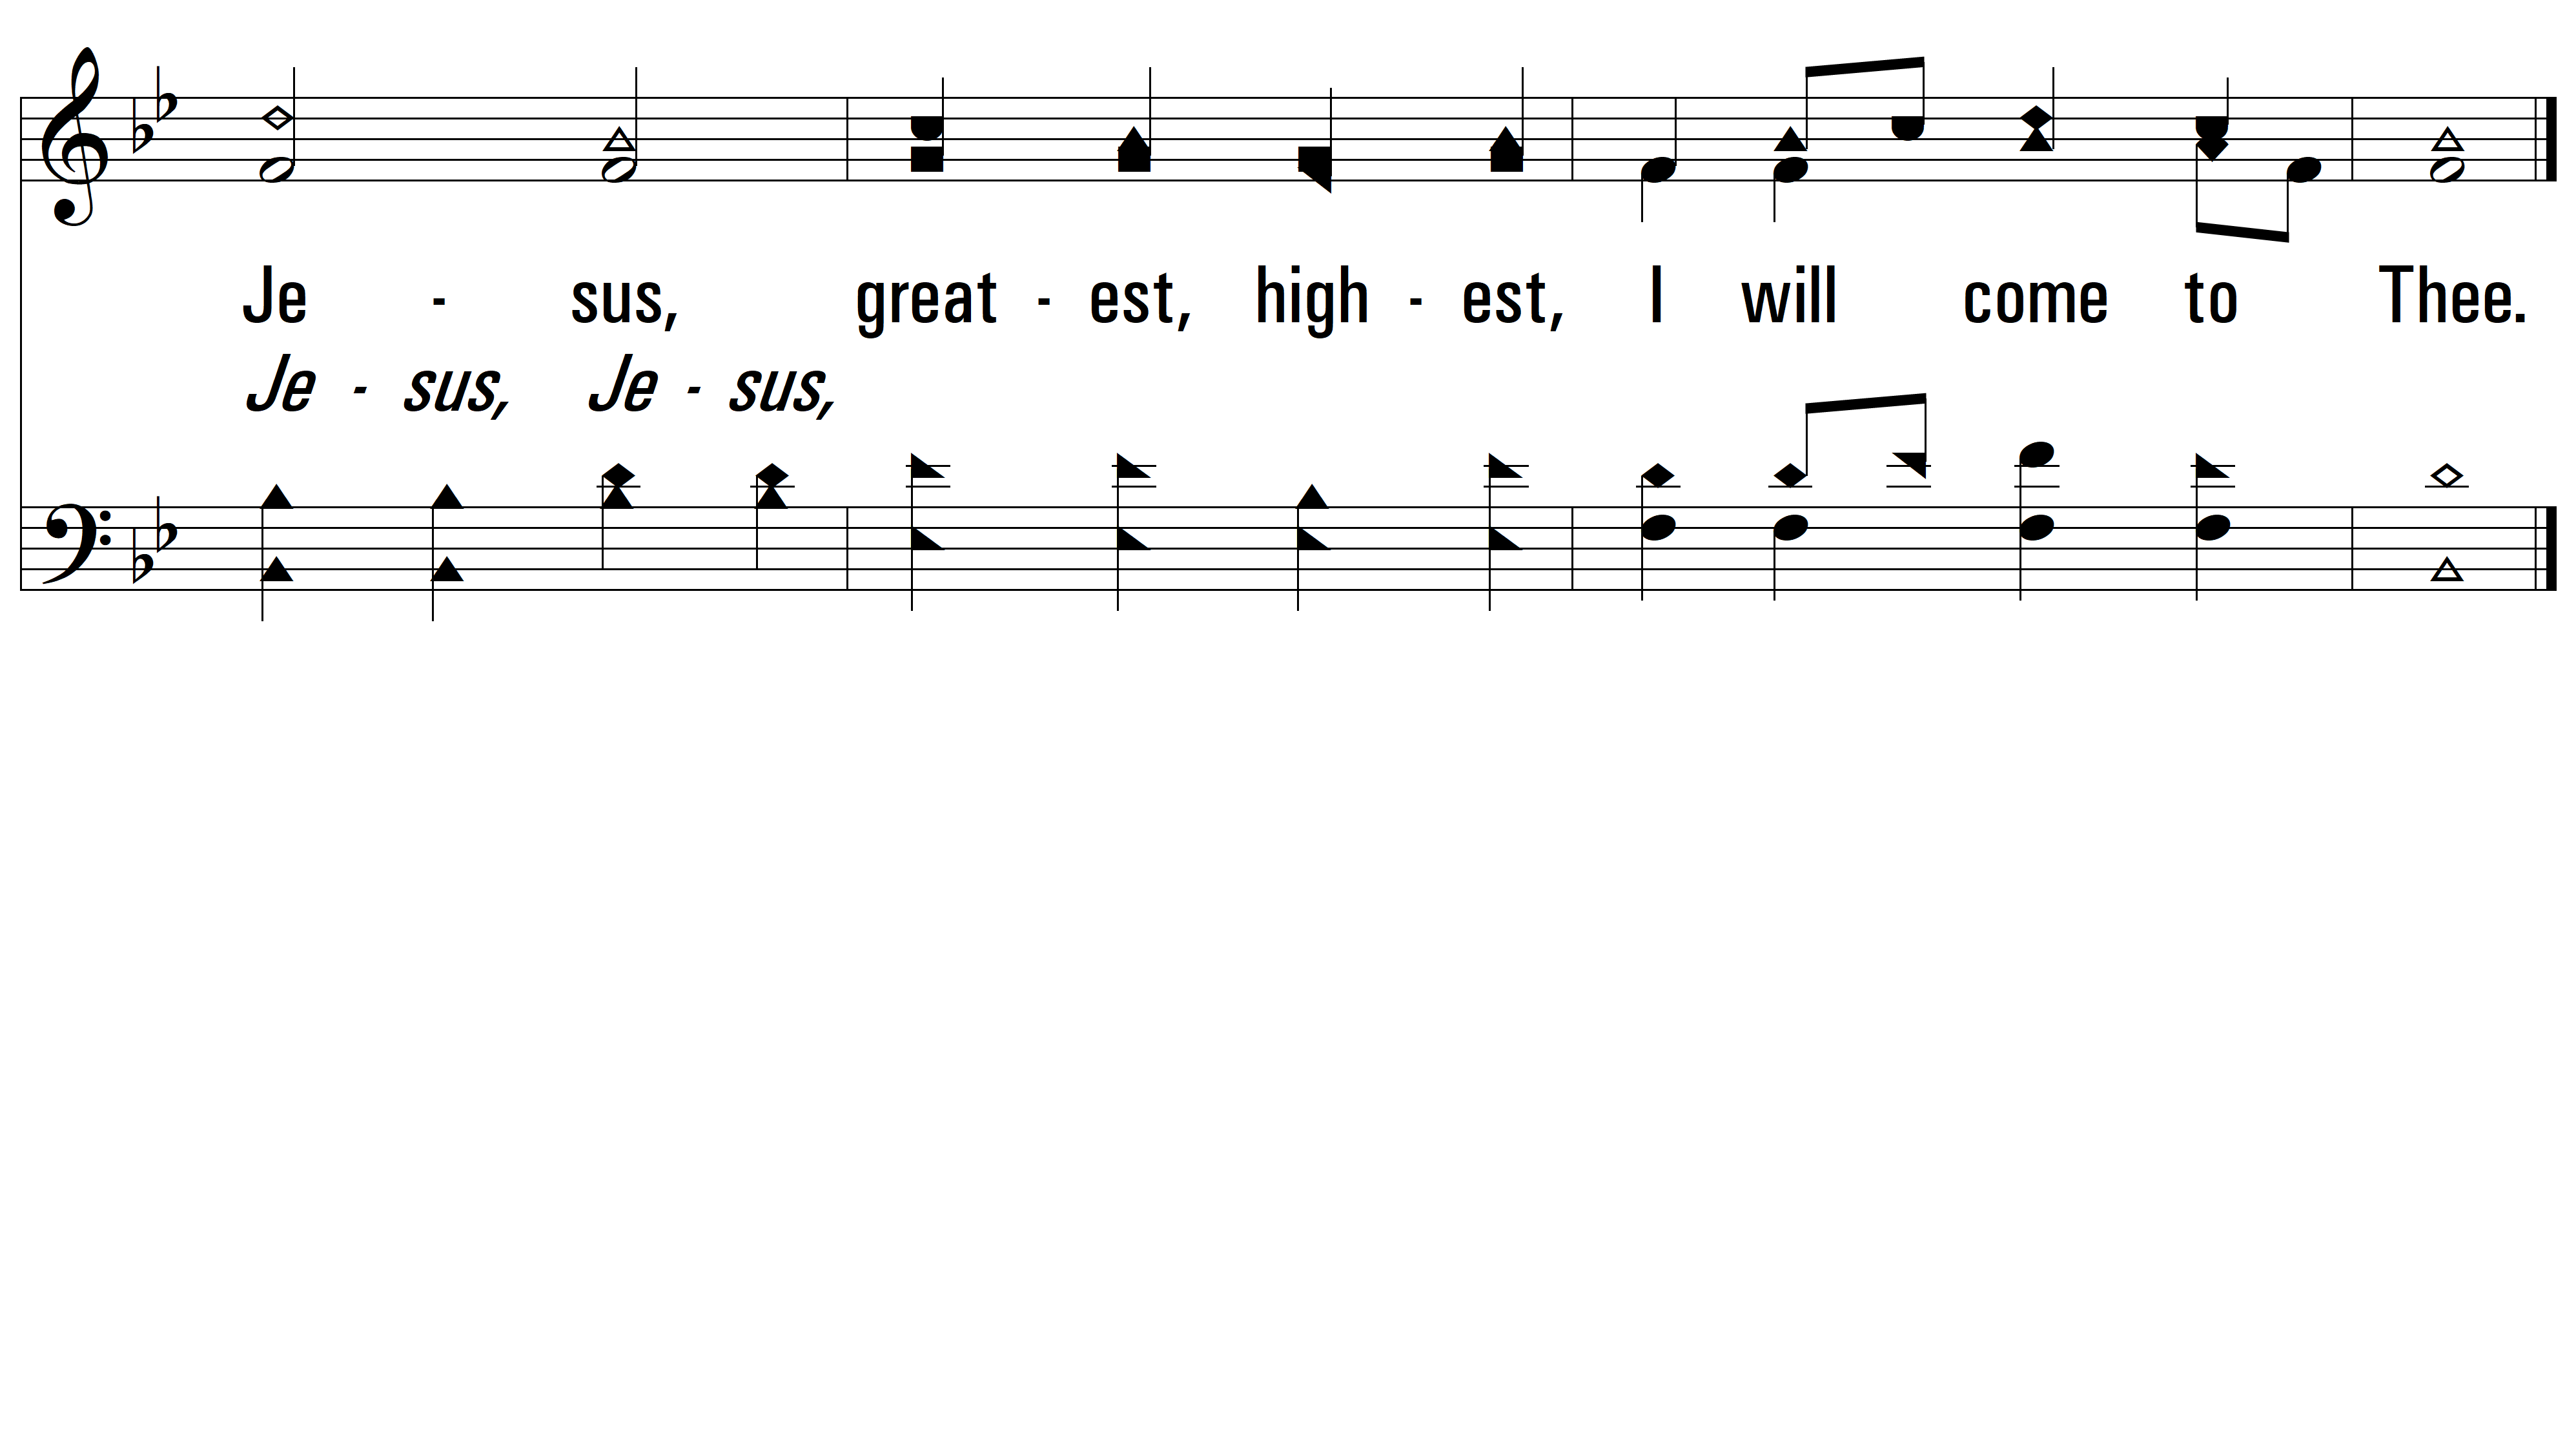 Je - sus, great - est, high - est, I will come to Thee.
Je - sus, Je - sus,